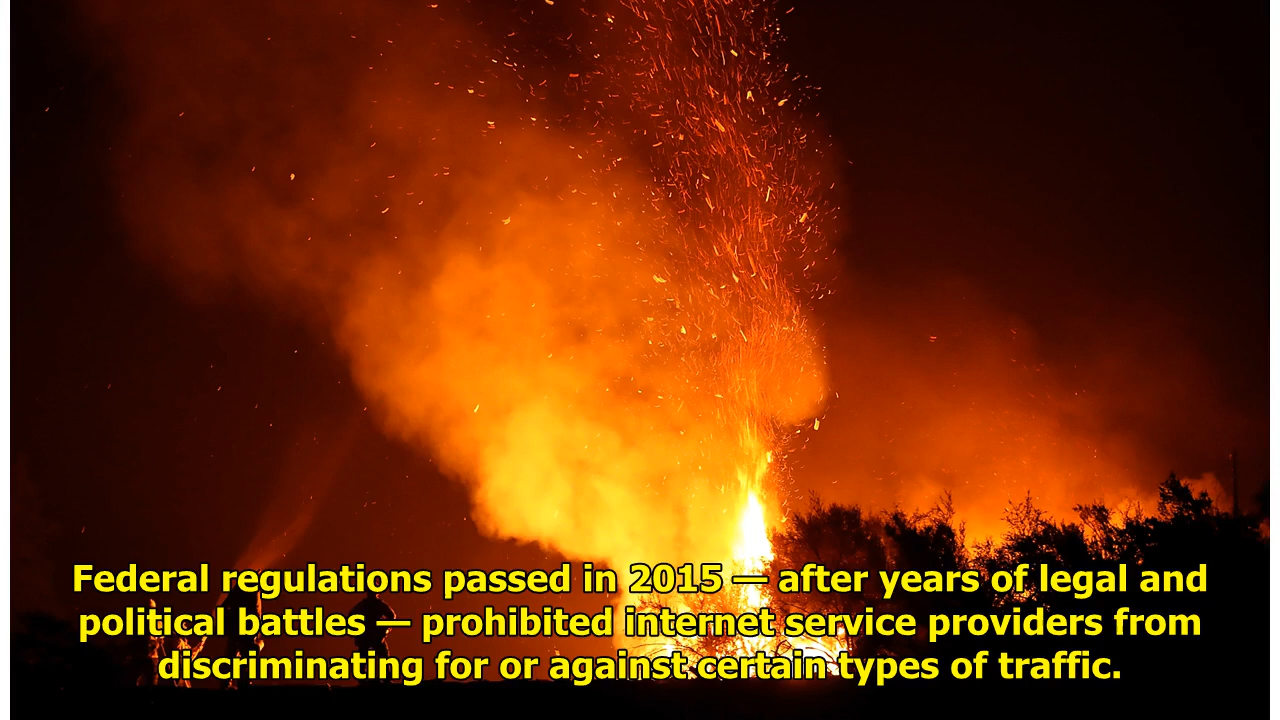 Federal regulations passed in 2015 — after years of legal and
political battles — prohibited internet service providers from
discriminating for or against certain types of traffic.